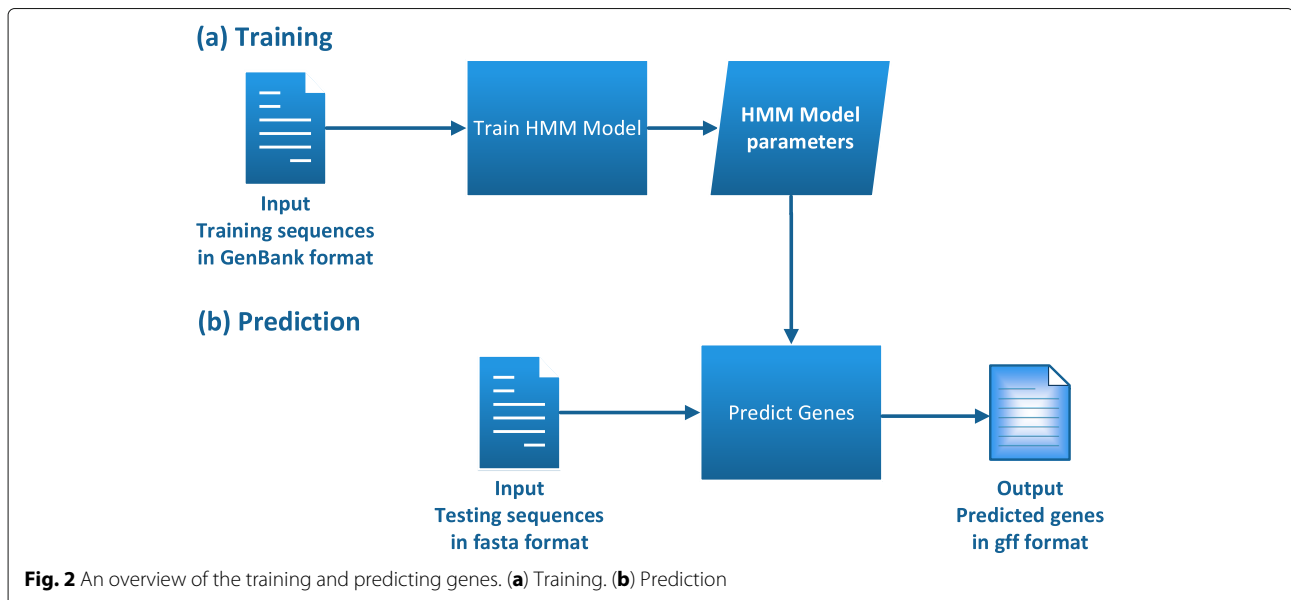 (a) Training
Train HMM Model
HMM Model
parameters
Input
Training sequences
in GenBank format
(b) Prediction
Predict Genes
Input
Testing sequences
in fasta format
Output
Predicted genes
in gff format
Fig. 2 An overview of the training and predicting genes. (a) Training. (b) Prediction